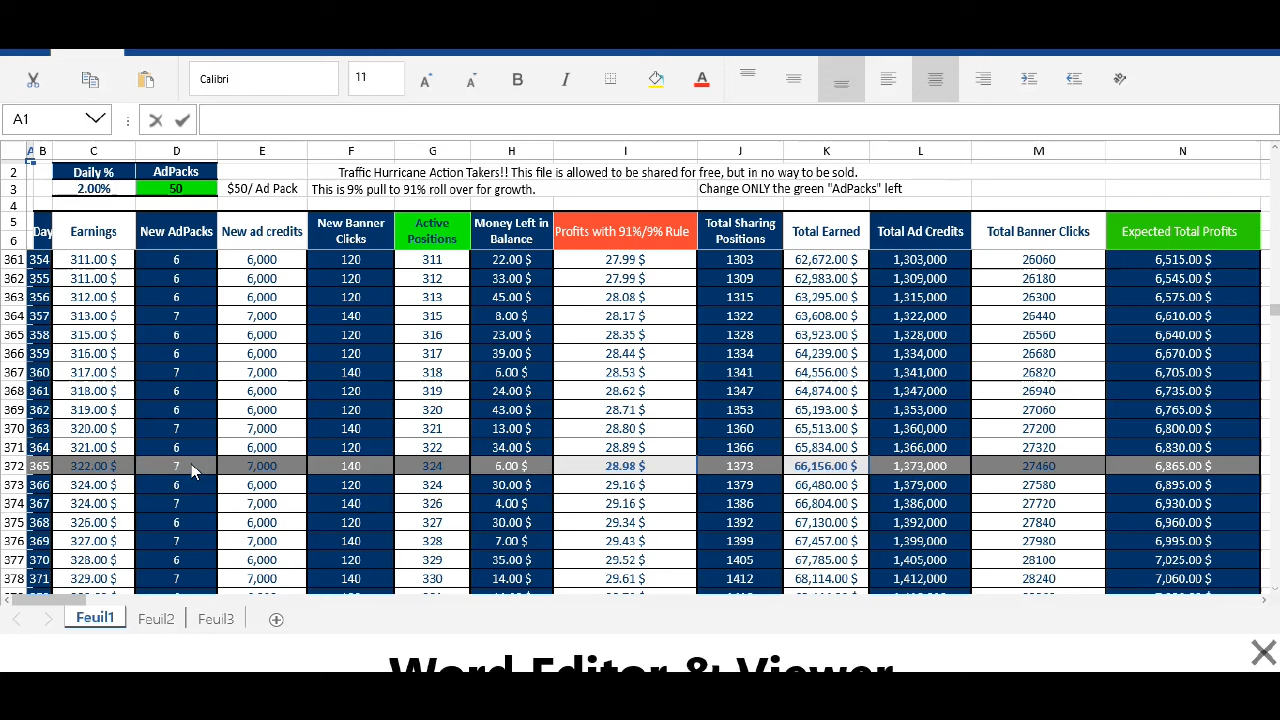 Calibri
11
A1
A B C D E F G H I J K L M N
2 Daily % AdPacks Traffic Hurricane Action Takers!! This file is allowed to be shared for free, but in no way to be sold.
3 2.00% 50 $50/ Ad Pack This is 9% pull to 91% roll over for growth. Change ONLY the green "AdPacks" left
4
5 New Banner Active Money Left in Total Sharing
Day Earnings New AdPacks New ad credits Profits with 91%/9% Rule Total Earned Total Ad Credits Total Banner Clicks Expected Total Profits
6 Clicks Positions Balance Positions
361 354 311.00 $ 6 6,000 120 311 22.00 $ 27.99 $ 1303 62,672.00 $ 1,303,000 26060 6,515.00 $
362 355 311.00 $ 6 6,000 120 312 33.00 $ 27.99 $ 1309 62,983.00 $ 1,309,000 26180 6,545.00 $
363 356 312.00 $ 6 6,000 120 313 45.00 $ 28.08 $ 1315 63,295.00 $ 1,315,000 26300 6,575.00 $
364 357 313.00 $ 7 7,000 140 315 8.00 $ 28.17 $ 1322 63,608.00 $ 1,322,000 26440 6,610.00 $
365 358 315.00 $ 6 6,000 120 316 23.00 $ 28.35 $ 1328 63,923.00 $ 1,328,000 26560 6,640.00 $
366 359 316.00 $ 6 6,000 120 317 39.00 $ 28.44 $ 1334 64,239.00 $ 1,334,000 26680 6,670.00 $
367 360 317.00 $ 7 7,000 140 318 6.00 $ 28.53 $ 1341 64,556.00 $ 1,341,000 26820 6,705.00 $
368 361 318.00 $ 6 6,000 120 319 24.00 $ 28.62 $ 1347 64,874.00 $ 1,347,000 26940 6,735.00 $
369 362 319.00 $ 6 6,000 120 320 43.00 $ 28.71 $ 1353 65,193.00 $ 1,353,000 27060 6,765.00 $
370 363 320.00 $ 7 7,000 140 321 13.00 $ 28.80 $ 1360 65,513.00 $ 1,360,000 27200 6,800.00 $
371 364 321.00 $ 6 6,000 120 322 34.00 $ 28.89 $ 1366 65,834.00 $ 1,366,000 27320 6,830.00 $
372 365 322.00 $ 7 7,000 140 324 6.00 $ 28.98 $ 1373 66,156.00 $ 1,373,000 27460 6,865.00 $
373 366 324.00 $ 6 6,000 120 324 30.00 $ 29.16 $ 1379 66,480.00 $ 1,379,000 27580 6,895.00 $
374 367 324.00 $ 7 7,000 140 326 4.00 $ 29.16 $ 1386 66,804.00 $ 1,386,000 27720 6,930.00 $
375 368 326.00 $ 6 6,000 120 327 30.00 $ 29.34 $ 1392 67,130.00 $ 1,392,000 27840 6,960.00 $
376 369 327.00 $ 7 7,000 140 328 7.00 $ 29.43 $ 1399 67,457.00 $ 1,399,000 27980 6,995.00 $
377 370 328.00 $ 6 6,000 120 329 35.00 $ 29.52 $ 1405 67,785.00 $ 1,405,000 28100 7,025.00 $
378 371 329.00 $ 7 7,000 140 330 14.00 $ 29.61 $ 1412 68,114.00 $ 1,412,000 28240 7,060.00 $
Feuil1 Feuil2 Feuil3
Word Editor & Viewer